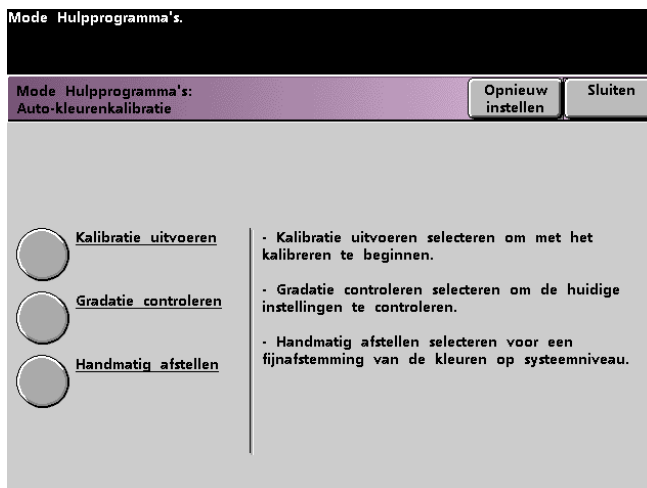 Mode Hulpprogramma's.
Mode Hulpprogramma's:
Auto-kleurenkalibratie
Opnieuw
instellen
Sluiten
Kalibratie uitvoeren
Gradatie controleren
Handmatig afstellen
- Kalibratie uitvoeren selecteren om met het
kalibreren te beginnen.
- Gradatie controleren selecteren om de huidige
instellingen te controleren.
- Handmatig afstellen selecteren voor een
fijnafstemming van de kleuren op systeemniveau.